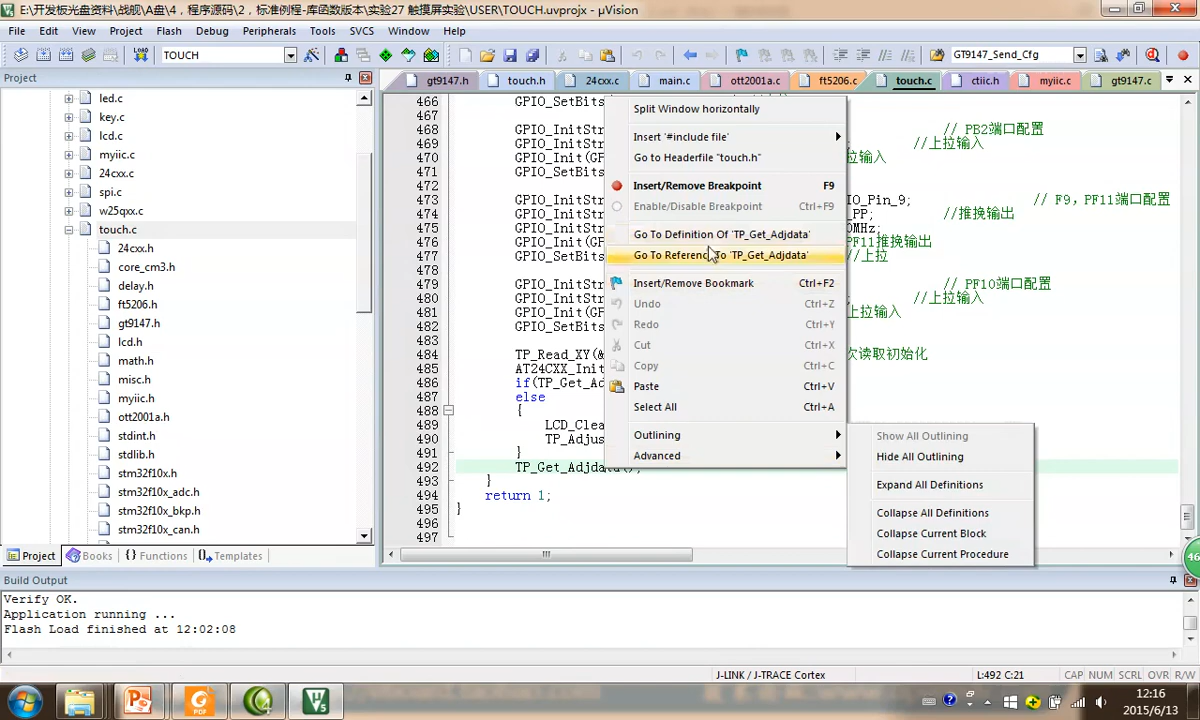 E:\开发板光盘资料\战舰\A盘\4，程序源码\2，标准例程-库函数版本\实验27 触摸屏实验\USER\TOUCH.uvprojx - µVision
File Edit View Project Flash Debug Peripherals Tools SVCS Window Help
TOUCH GT9147_Send_Cfg
Project
gt9147.h touch.h 24cxx.c main.c ott2001a.c ft5206.c touch.c ctiic.h myiic.c gt9147.c
led.c
key.c
lcd.c
myiic.c
24cxx.c
spi.c
w25qxx.c
touch.c
24cxx.h
core_cm3.h
delay.h
ft5206.h
gt9147.h
lcd.h
math.h
misc.h
myiic.h
ott2001a.h
stdint.h
stm32f10x.h
stm32f10x_adc.h
stm32f10x_bkp.h
stm32f10x_can.h
Project Books Functions Templates
466 GPIO_SetBits
467
468 GPIO_InitStr // PB2端口配置
469 GPIO_InitStr //上拉输入
470 GPIO_Init(GP 拉输入
471 GPIO_SetBits
472
473 GPIO_InitStr IO_Pin_9; // F9，PF11端口配置
474 GPIO_InitStr _PP; //推换输出
475 GPIO_InitStr 0MHz;
476 GPIO_Init(GP PF11推换输出
477 GPIO_SetBits //上拉
478
479 GPIO_InitStr // PF10端口配置
480 GPIO_InitStr //上拉输入
481 GPIO_Init(GP 拉输入
482 GPIO_SetBits
483
484 TP_Read_XY(& 次读取初始化
485 AT24CXX_Init
486 if(TP_Get_Ad
487 else
488 {
489 LCD_Clea
490 TP_Adjus
491 }
492 TP_Get_Adjdata();
493 }
494 return 1;
495 }
496
497
Split Window horizontally
Insert '#include file'
Go to Headerfile "touch.h"
Insert/Remove Breakpoint F9
Enable/Disable Breakpoint Ctrl+F9
Go To Definition Of 'TP_Get_Adjdata'
Go To Reference To 'TP_Get_Adjdata'
Insert/Remove Bookmark Ctrl+F2
Undo Ctrl+Z
Redo Ctrl+Y
Cut Ctrl+X
Copy Ctrl+C
Paste Ctrl+V
Select All Ctrl+A
Outlining
Advanced
Show All Outlining
Hide All Outlining
Expand All Definitions
Collapse All Definitions
Collapse Current Block
Collapse Current Procedure
46
Build Output
Verify OK.
Application running ...
Flash Load finished at 12:02:08
J-LINK / J-TRACE Cortex L:492 C:21 CAP NUM SCRL OVR R/W
12:16
2015/6/13